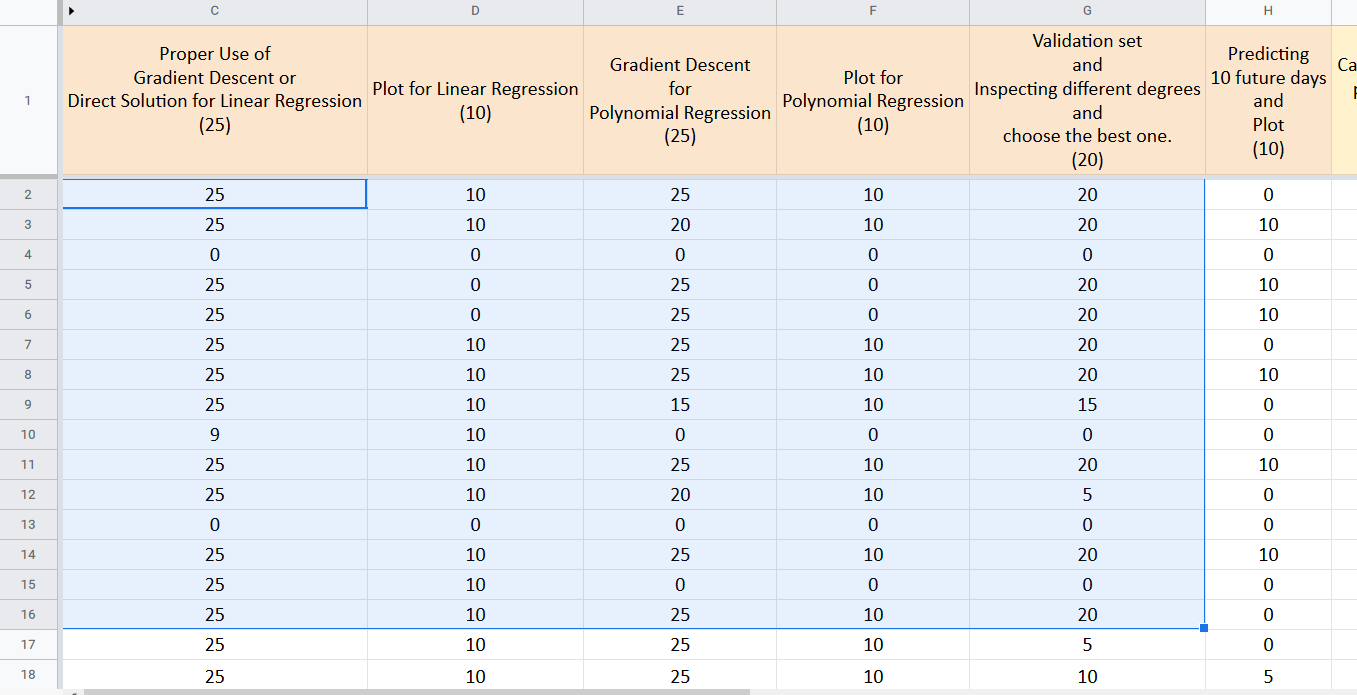 C D E F G H
1
Proper Use of
Gradient Descent or
Direct Solution for Linear Regression
(25)
Plot for Linear Regression
(10)
Gradient Descent
for
Polynomial Regression
(25)
Plot for
Polynomial Regression
(10)
Validation set
and
Inspecting different degrees
and
choose the best one.
(20)
Predicting
10 future days
and
Plot
(10)
Ca
2 25 10 25 10 20 0
3 25 10 20 10 20 10
4 0 0 0 0 0 0
5 25 0 25 0 20 10
6 25 0 25 0 20 10
7 25 10 25 10 20 0
8 25 10 25 10 20 10
9 25 10 15 10 15 0
10 9 10 0 0 0 0
11 25 10 25 10 20 10
12 25 10 20 10 5 0
13 0 0 0 0 0 0
14 25 10 25 10 20 10
15 25 10 0 0 0 0
16 25 10 25 10 20 0
17 25 10 25 10 5 0
18 25 10 25 10 10 5